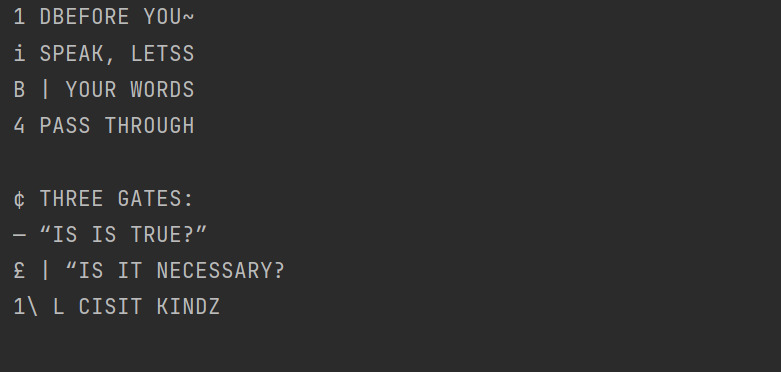 1 DBEFORE YOU~
i SPEAK, LETSS
B | YOUR WORDS
4 PASS THROUGH
¢ THREE GATES:
— “IS IS TRUE?”
£ | “IS IT NECESSARY?
1\ L CISIT KINDZ